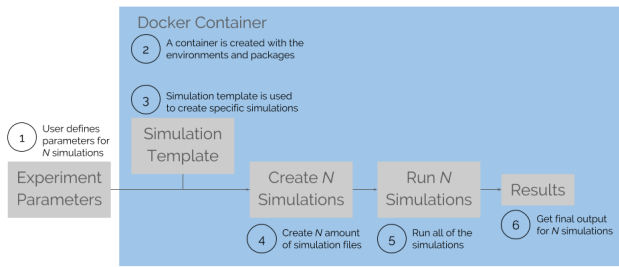 Docker Container
2
A container is created with the
environments and packages
3
Simulation template is used
to create specific simulations
1
User defines
parameters for
N simulations
Simulation
Template
Experiment
Parameters
Create N
Simulations
Run N
Simulations
Results
4
Create N amount
of simulation files
5
Run all of the
simulations
6
Get final output
for N simulations